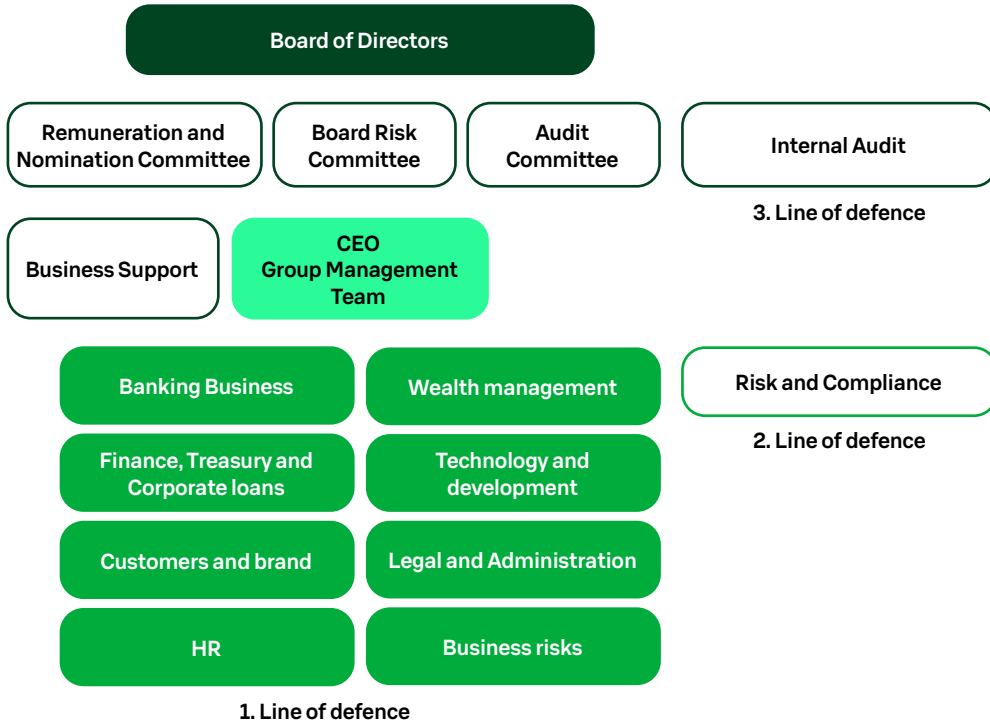 Board of Directors
Remuneration and
Nomination Committee
Board Risk
Committee
Audit
Committee
Internal Audit
3. Line of defence
Business Support
CEO
Group Management
Team
Banking Business
Wealth management
Risk and Compliance
2. Line of defence
Finance, Treasury and
Corporate loans
Technology and
development
Customers and brand
Legal and Administration
HR
Business risks
1. Line of defence